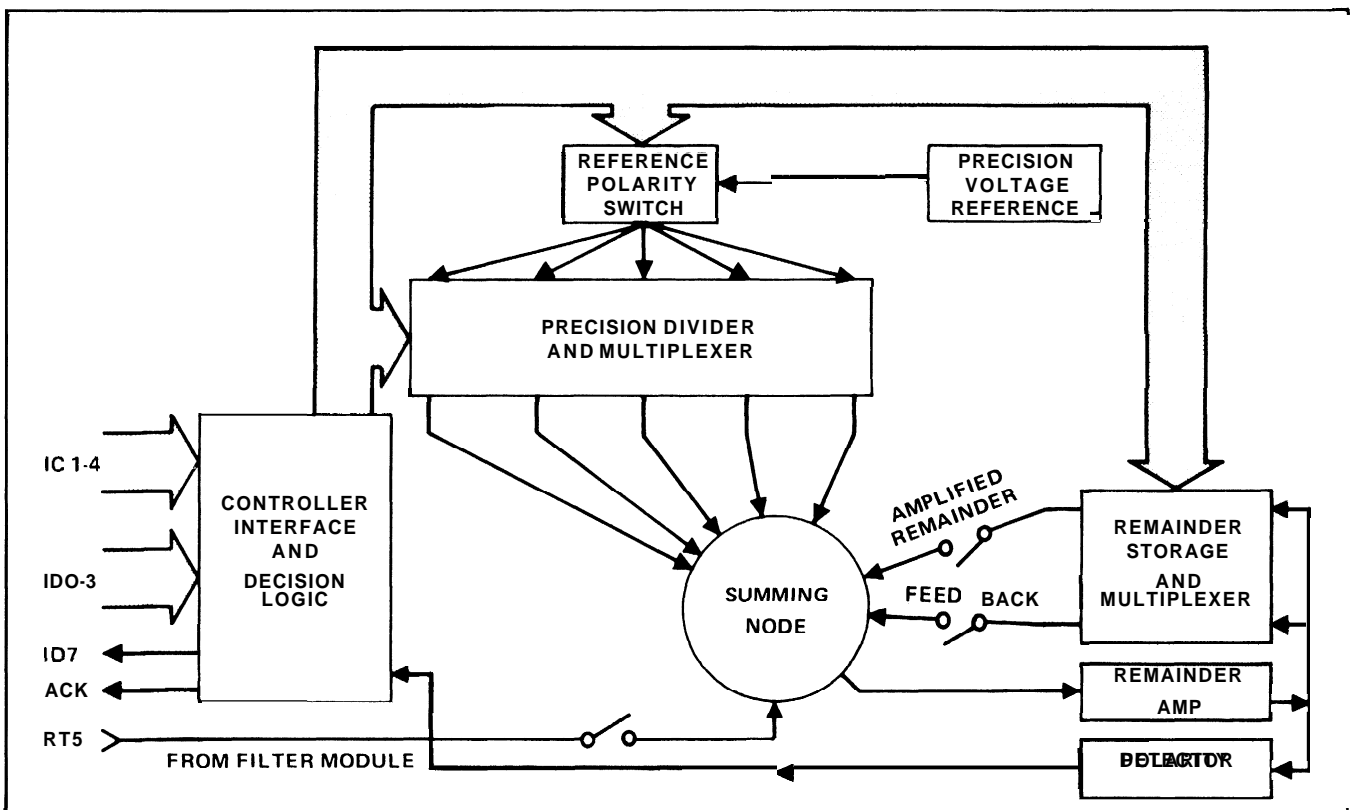 REFERENCE
POLARITY
SWITCH
PRECISION
VOLTAGE
REFERENCE
PRECISION DIVIDER
AND MULTIPLEXER
IC 1-4
IDO-3
ID7
ACK
RT5
CONTROLLER
INTERFACE
AND
DECISION
LOGIC
AMPLIFIED
REMAINDER
FEED BACK
SUMMING
NODE
REMAINDER
STORAGE
AND
MULTIPLEXER
REMAINDER
AMP
FROM FILTER MODULE